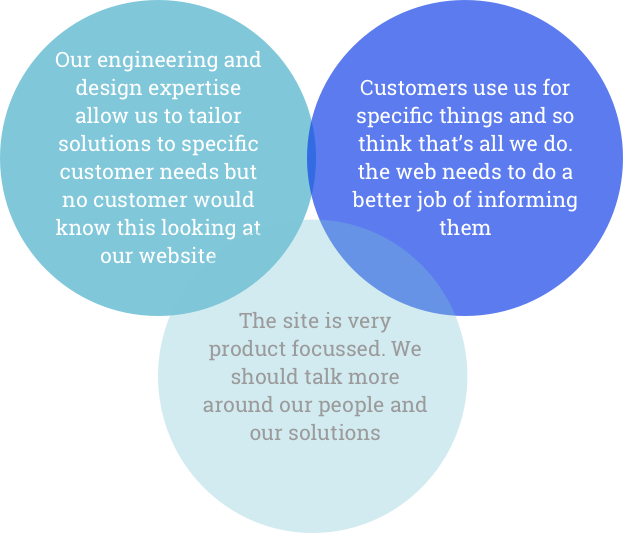 Our engineering and
design expertise
allow us to tailor
solutions to specific
customer needs but
no customer would
know this looking at
our website
Customers use us for
specific things and so
think that’s all we do.
the web needs to do a
better job of informing
them
The site is very
product focussed. We
should talk more
around our people and
our solutions